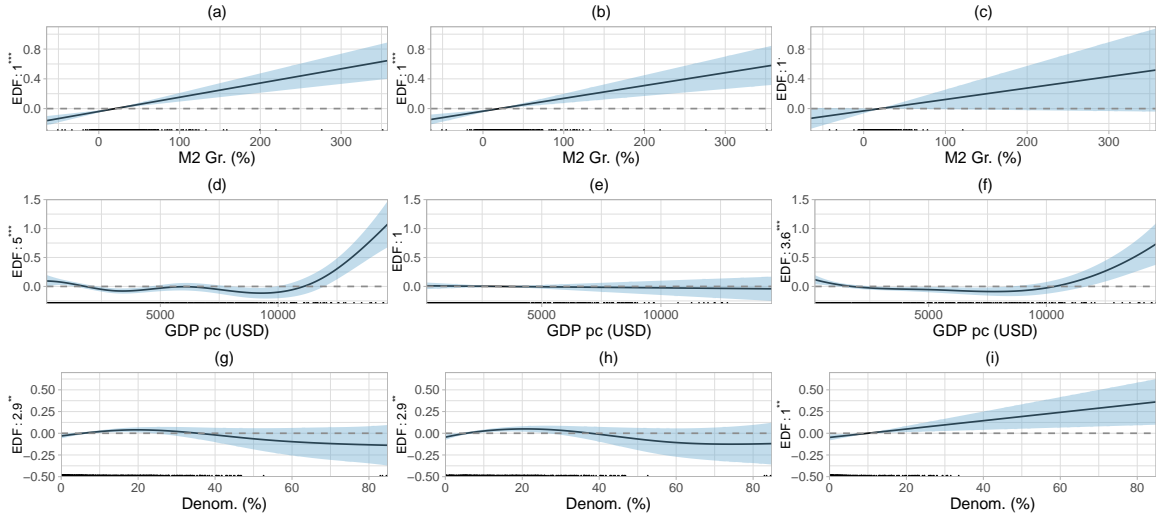 (a) (b) (c)
EDF : 1*** EDF : 1*** EDF : 1.
0.8 0.8
0.4 0.4
0.0 0.0
0 100 200 300 0 100 200 300 0 100 200 300
M2 Gr. (%) M2 Gr. (%) M2 Gr. (%)
(d) (e) (f)
EDF : 5*** EDF : 1 EDF : 3.6***
1.5 1.5 1.5
1.0 1.0 1.0
0.5 0.5 0.5
0.0 0.0 0.0
5000 10000 5000 10000 5000 10000
GDP pc (USD) GDP pc (USD) GDP pc (USD)
(g) (h) (i)
EDF : 2.9** EDF : 2.9** EDF : 1**
0.50 0.50 0.50
0.25 0.25 0.25
0.00 0.00 0.00
−0.25 −0.25 −0.25
−0.50 −0.50 −0.50
0 20 40 60 80 0 20 40 60 80 0 20 40 60 80
Denom. (%) Denom. (%) Denom. (%)